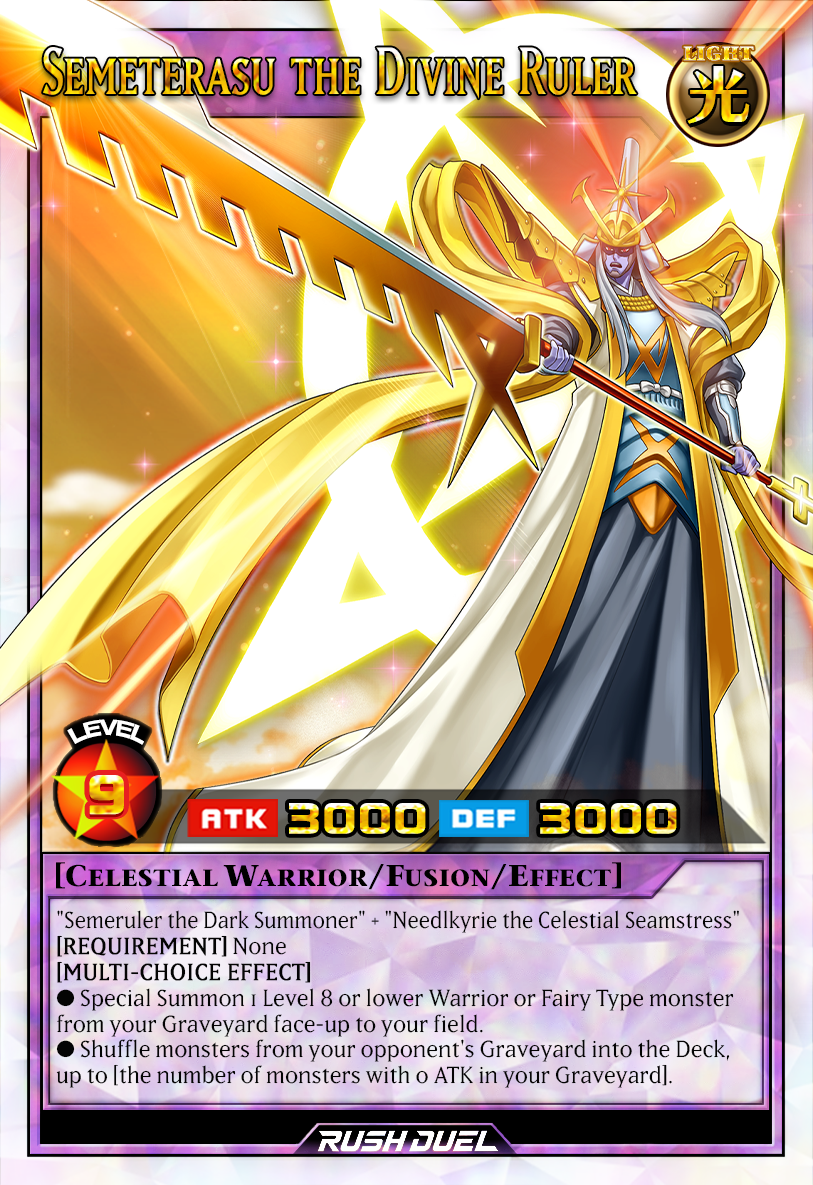 Semeterasu the Divine Ruler
LIGHT
光
LEVEL
9
ATK 3000 DEF 3000
[Celestial Warrior/Fusion/Effect]
"Semeruler the Dark Summoner" + "Needlkyrie the Celestial Seamstress"
[REQUIREMENT] None
[MULTI-CHOICE EFFECT]
● Special Summon 1 Level 8 or lower Warrior or Fairy Type monster
from your Graveyard face-up to your field.
● Shuffle monsters from your opponent's Graveyard into the Deck,
up to [the number of monsters with 0 ATK in your Graveyard].
RUSH DUEL